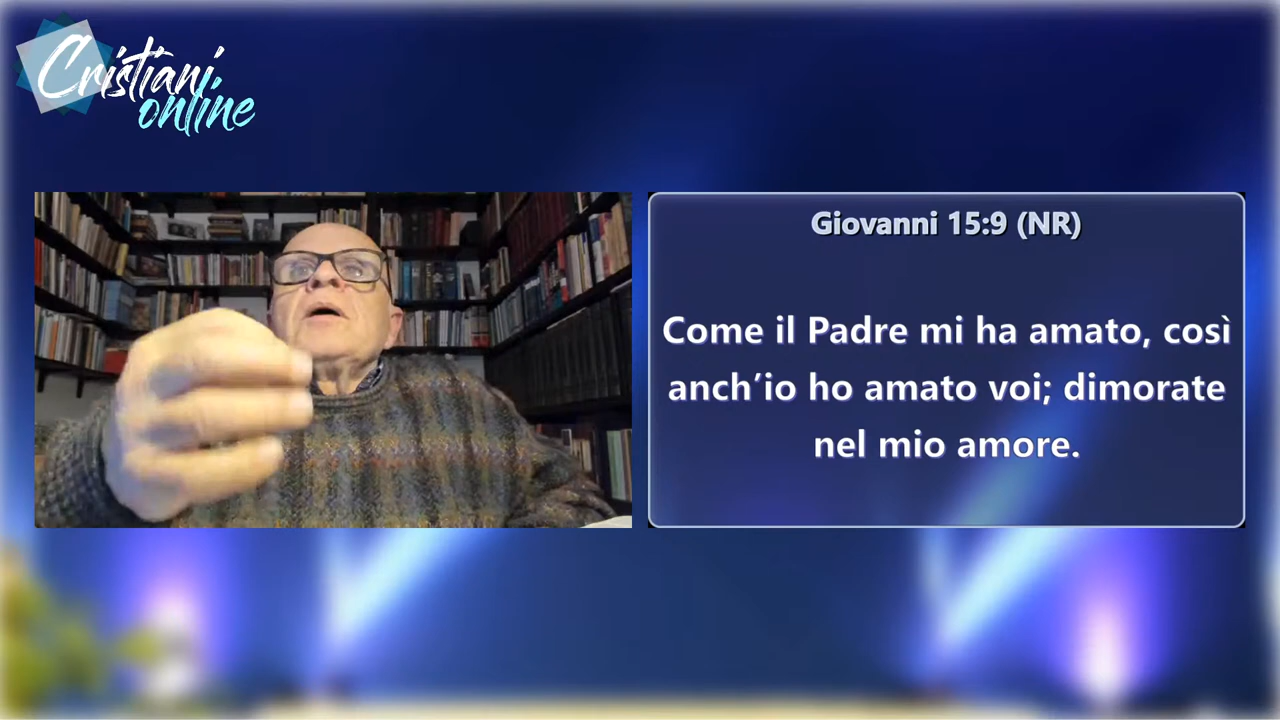 Cristiani
online
Giovanni 15:9 (NR)
Come il Padre mi ha amato, così
anch’io ho amato voi; dimorate
nel mio amore.